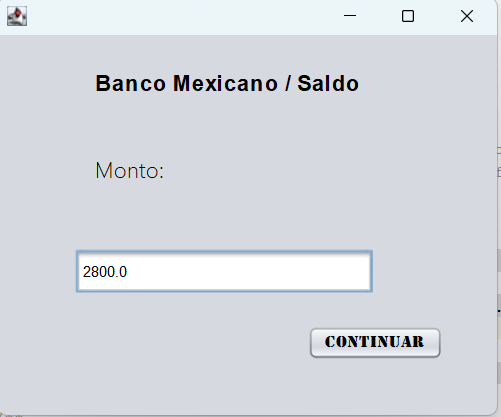 Banco Mexicano / Saldo
Monto:
2800.0
CONTINUAR